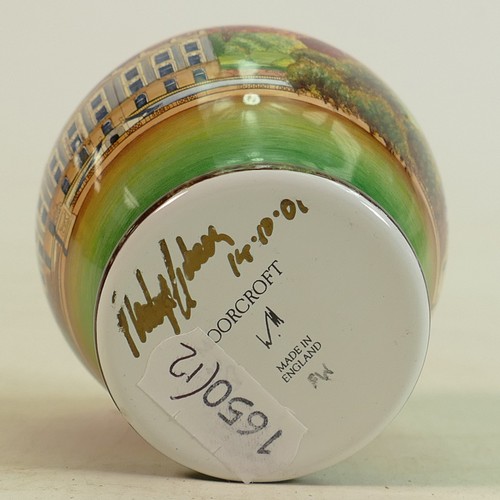 14·10·01
OORCROFT
W.M
MADE IN
ENGLAND
1650(12